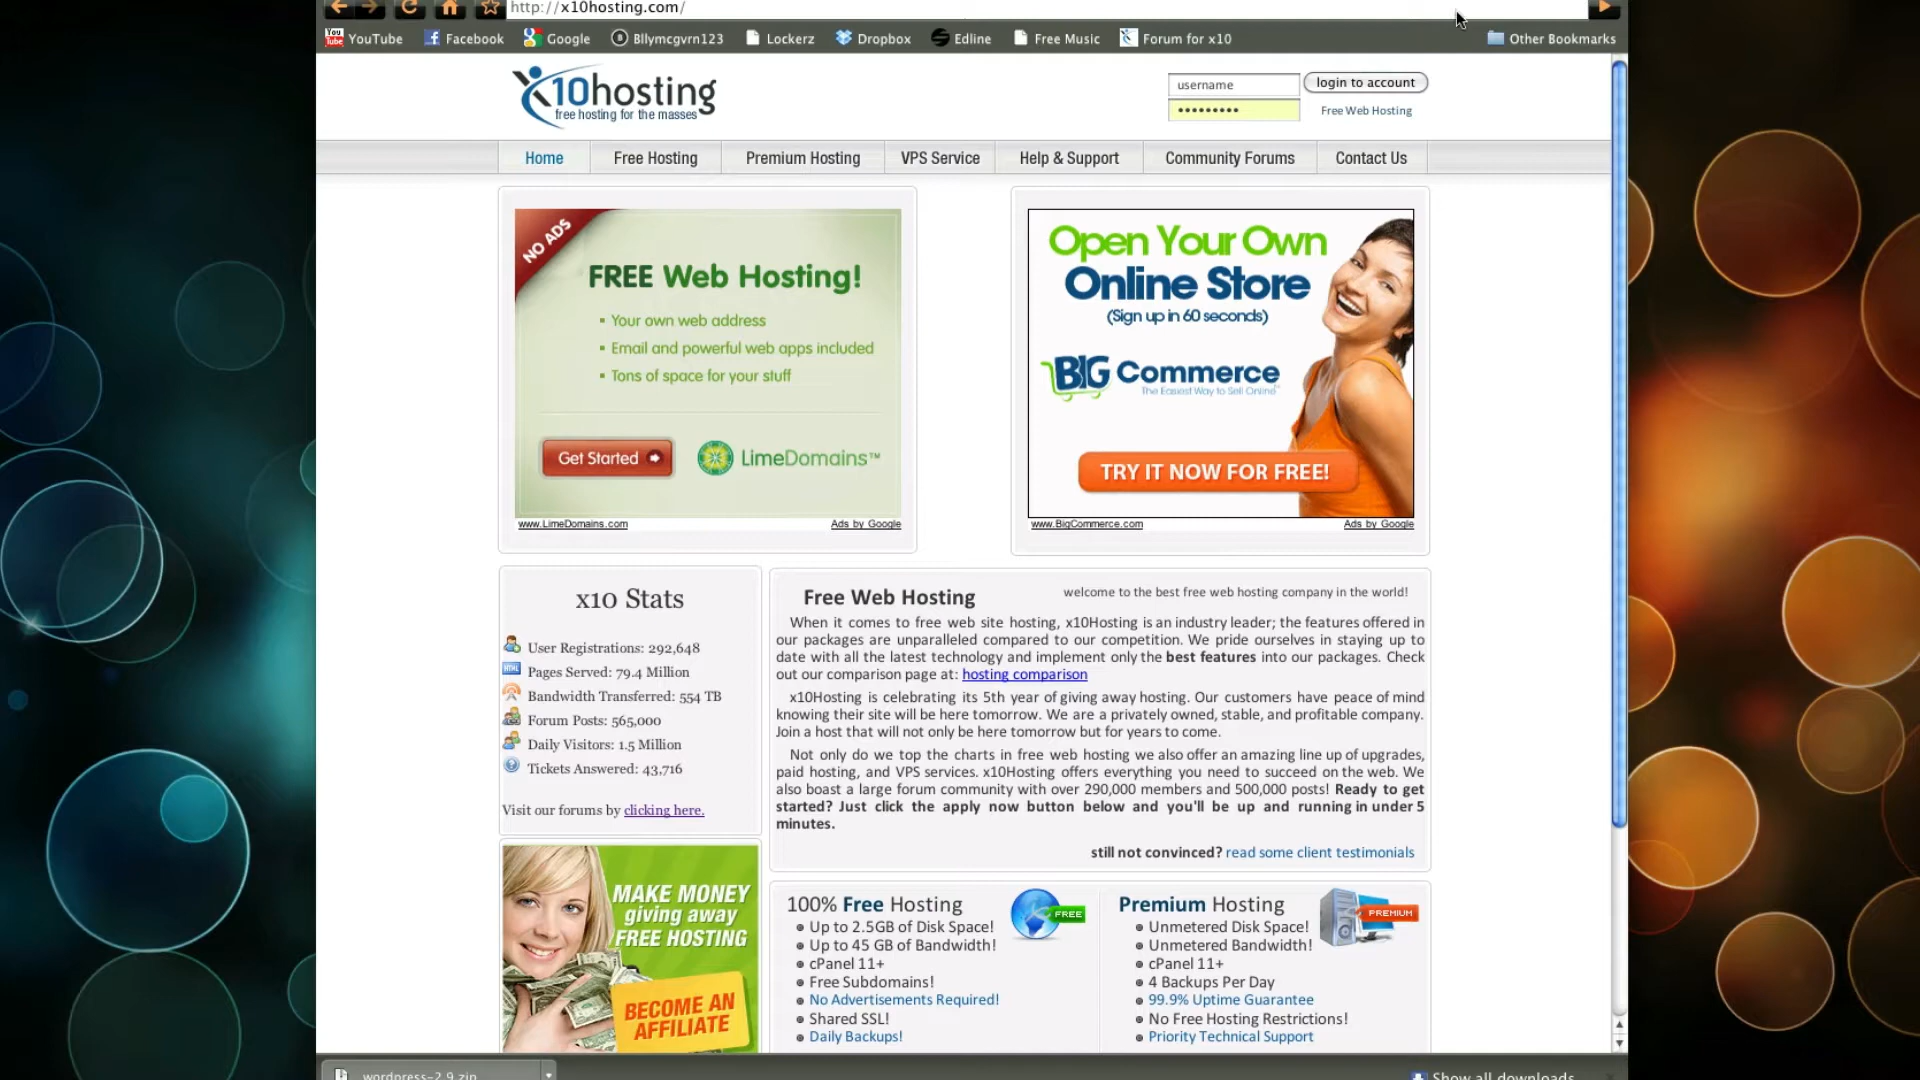 http://x10hosting.com/
YouTube Facebook Google Bllymcgvrn123 Lockerz Dropbox Edline Free Music Forum for x10 Other Bookmarks
x10hosting
free hosting for the masses
username login to account
••••••••• Free Web Hosting
Home Free Hosting Premium Hosting VPS Service Help & Support Community Forums Contact Us
NO ADS
FREE Web Hosting!
Your own web address
Email and powerful web apps included
Tons of space for your stuff
Get Started LimeDomains™
www.LimeDomains.com Ads by Google
Open Your Own
Online Store
(Sign up in 60 seconds)
BIG Commerce
The Easiest Way to Sell Online™
TRY IT NOW FOR FREE!
www.BigCommerce.com Ads by Google
x10 Stats
User Registrations: 292,648
Pages Served: 79.4 Million
Bandwidth Transferred: 554 TB
Forum Posts: 565,000
Daily Visitors: 1.5 Million
Tickets Answered: 43,716
Visit our forums by clicking here.
Free Web Hosting welcome to the best free web hosting company in the world!
When it comes to free web site hosting, x10Hosting is an industry leader; the features offered in
our packages are unparalleled compared to our competition. We pride ourselves in staying up to
date with all the latest technology and implement only the best features into our packages. Check
out our comparison page at: hosting comparison
x10Hosting is celebrating its 5th year of giving away hosting. Our customers have peace of mind
knowing their site will be here tomorrow. We are a privately owned, stable, and profitable company.
Join a host that will not only be here tomorrow but for years to come.
Not only do we top the charts in free web hosting we also offer an amazing line up of upgrades,
paid hosting, and VPS services. x10Hosting offers everything you need to succeed on the web. We
also boast a large forum community with over 290,000 members and 500,000 posts! Ready to get
started? Just click the apply now button below and you'll be up and running in under 5
minutes.
still not convinced? read some client testimonials
MAKE MONEY
giving away
FREE HOSTING
BECOME AN
AFFILIATE
100% Free Hosting
FREE
Up to 2.5GB of Disk Space!
Up to 45 GB of Bandwidth!
cPanel 11+
Free Subdomains!
No Advertisements Required!
Shared SSL!
Daily Backups!
Premium Hosting
PREMIUM
Unmetered Disk Space!
Unmetered Bandwidth!
cPanel 11+
4 Backups Per Day
99.9% Uptime Guarantee
No Free Hosting Restrictions!
Priority Technical Support
wordpress-2.9.zip Show all downloads